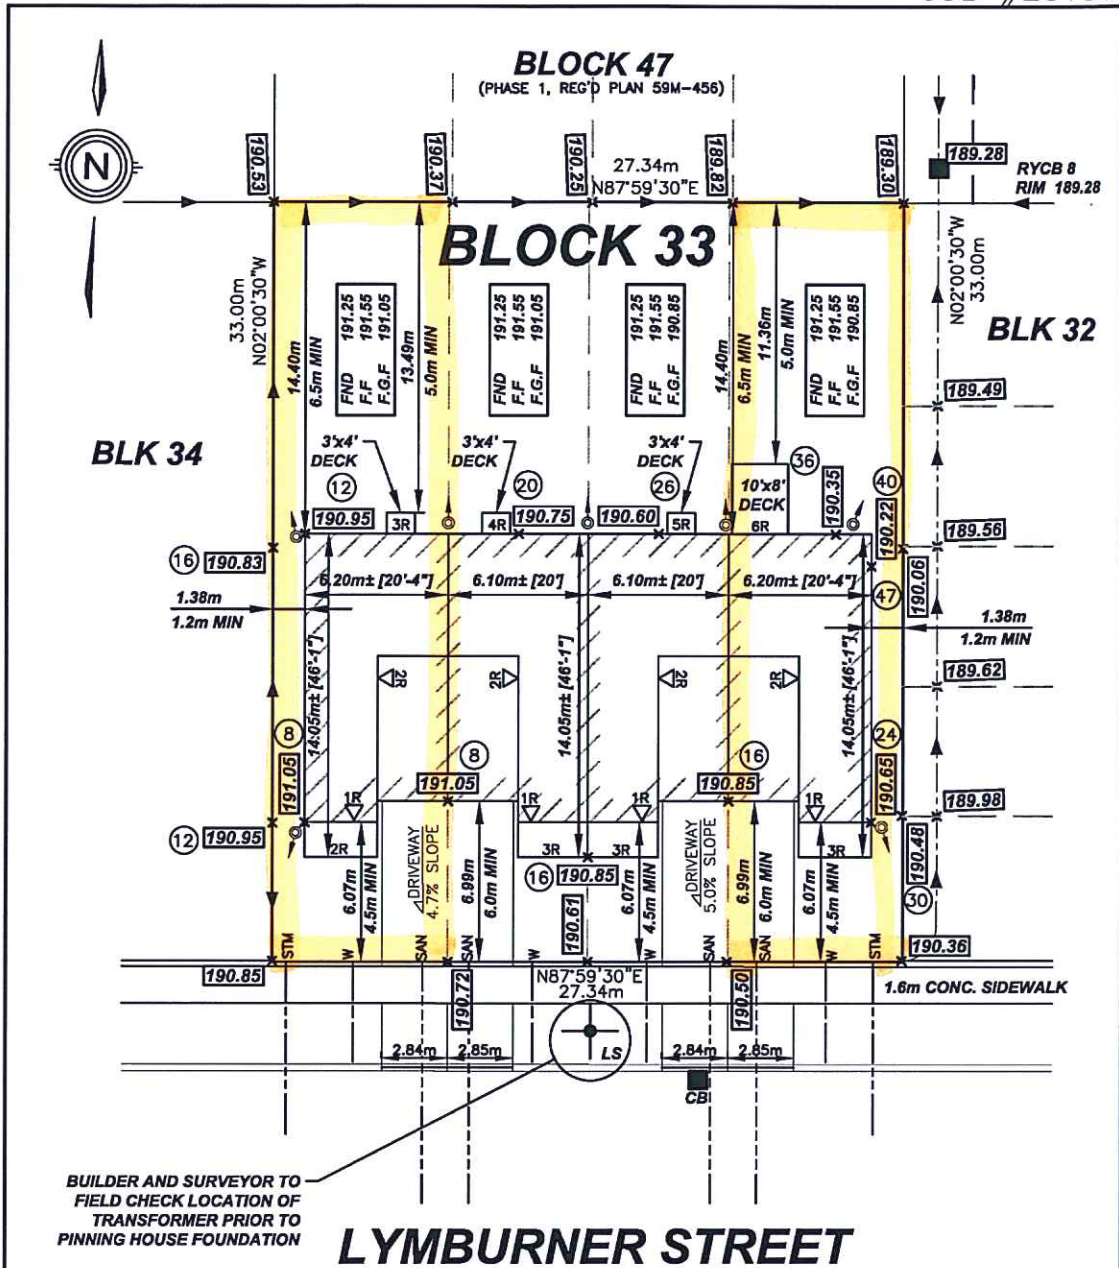 BLOCK 47
(PHASE 1, REG'D PLAN 59M-456)
N
190.53
190.37
190.25
189.82
189.30
189.28
27.34m
N87°59'30"E
RYCB 8
RIM 189.28
BLOCK 33
33.00m
N02°00'30"W
N02°00'30"W
33.00m
14.40m
6.5m MIN
FND 191.25
F.F 191.55
F.G.F 191.05
13.49m
5.0m MIN
FND 191.25
F.F 191.55
F.G.F 191.05
FND 191.25
F.F 191.55
F.G.F 190.85
14.40m
6.5m MIN
11.36m
5.0m MIN
FND 191.25
F.F 191.55
F.G.F 190.85
BLK 32
189.49
BLK 34
3'x4'
DECK
3'x4'
DECK
3'x4'
DECK
10'x8'
DECK
36
12
20
26
40
190.95
3R
4R
190.75
190.60
5R
6R
190.35
190.22
189.56
16
190.83
190.06
6.20m± [20'-4"]
6.10m± [20']
6.10m± [20']
6.20m± [20'-4"]
47
1.38m
1.2m MIN
1.38m
1.2m MIN
14.05m± [46'-1"]
14.05m± [46'-1"]
14.05m± [46'-1"]
2R
2R
2R
2R
189.62
8
191.05
8
191.05
16
190.85
24
190.65
189.98
1R
1R
1R
1R
12
190.95
190.48
2R
3R
3R
3R
6.07m
4.5m MIN
DRIVEWAY
4.7% SLOPE
6.99m
6.0m MIN
16
190.85
190.61
6.07m
4.5m MIN
DRIVEWAY
5.0% SLOPE
6.99m
6.0m MIN
6.07m
4.5m MIN
30
STM
W
SAN
SAN
W
W
SAN
SAN
W
STM
190.36
190.85
190.72
N87°59'30"E
27.34m
190.50
1.6m CONC. SIDEWALK
2.84m
2.85m
LS
2.84m
2.85m
CB
BUILDER AND SURVEYOR TO
FIELD CHECK LOCATION OF
TRANSFORMER PRIOR TO
PINNING HOUSE FOUNDATION
LYMBURNER STREET